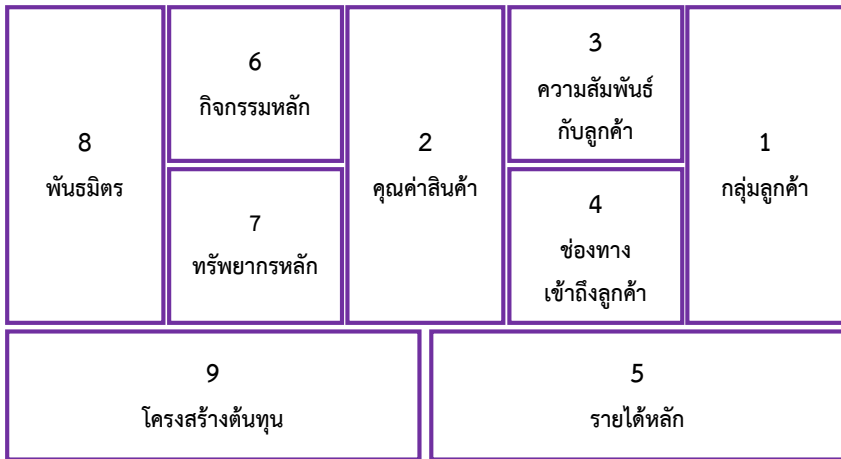 8
พันธมิตร
6
กิจกรรมหลัก
7
ทรัพยากรหลัก
2
คุณค่าสินค้า
3
ความสัมพันธ์
กับลูกค้า
4
ช่องทาง
เข้าถึงลูกค้า
1
กลุ่มลูกค้า
9
โครงสร้างต้นทุน
5
รายได้หลัก